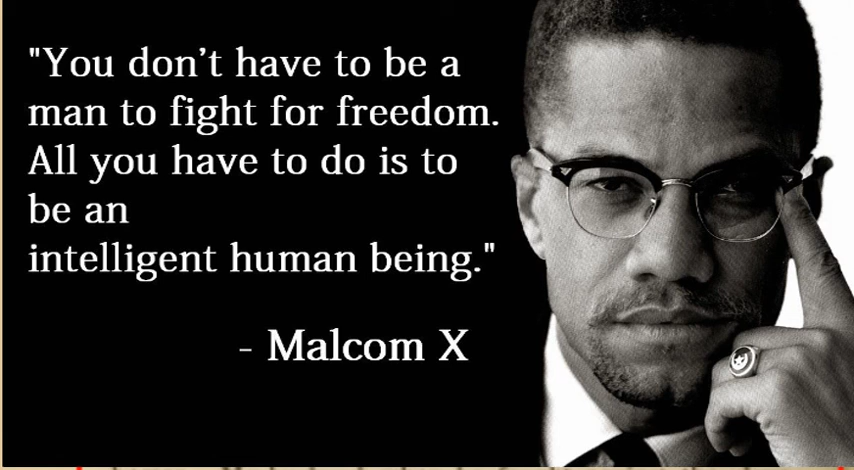 "You don’t have to be a
man to fight for freedom.
All you have to do is to
be an
intelligent human being."
- Malcom X